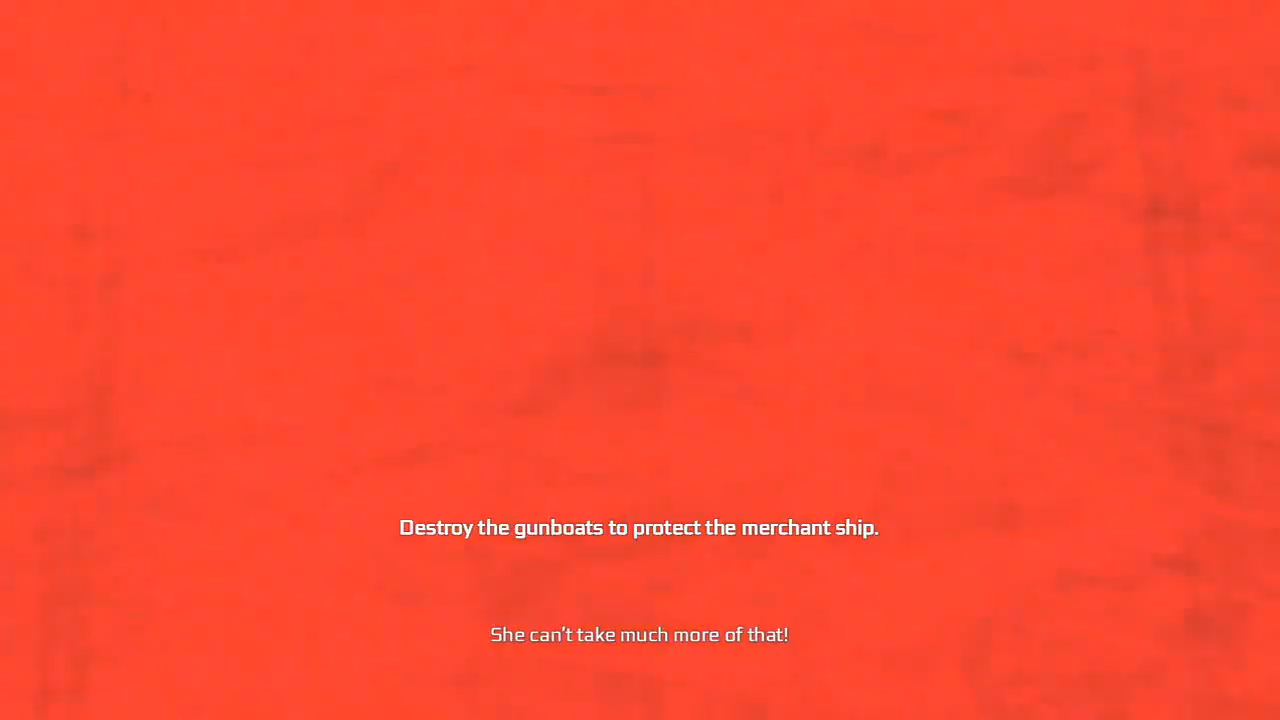 Destroy the gunboats to protect the merchant ship.
She can't take much more of that!